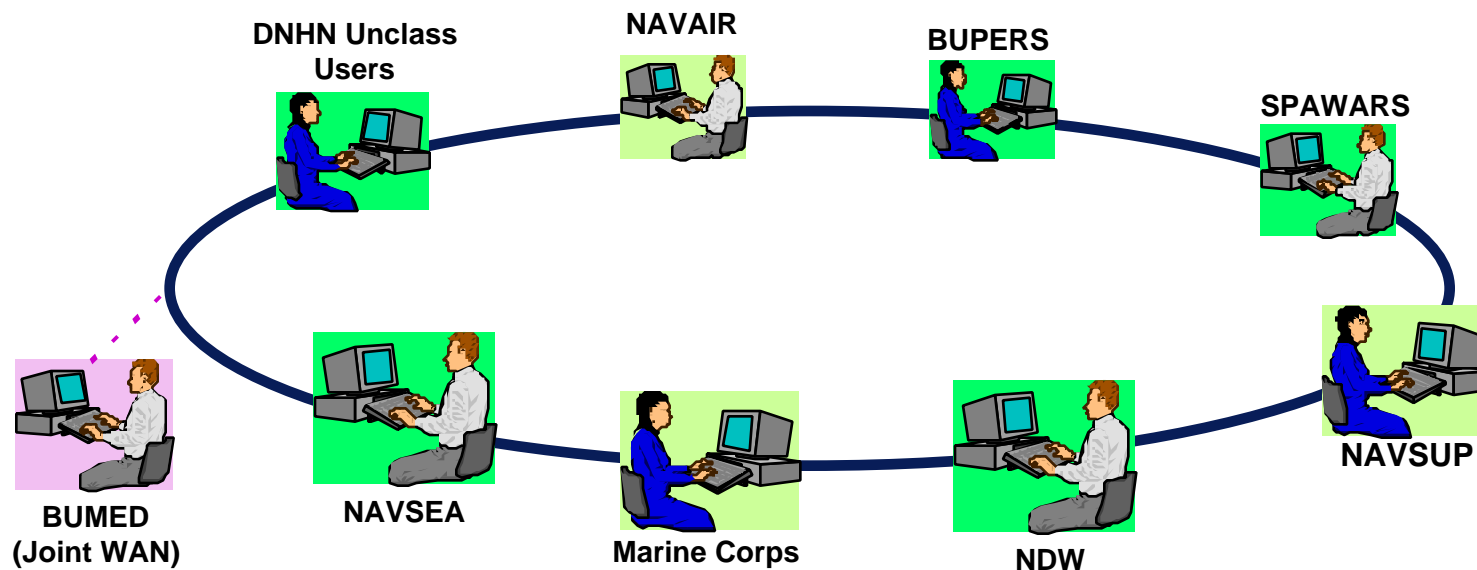 DNHN Unclass
Users
NAVAIR
BUPERS
SPAWARS
BUMED
(Joint WAN)
NAVSEA
Marine Corps
NDW
NAVSUP